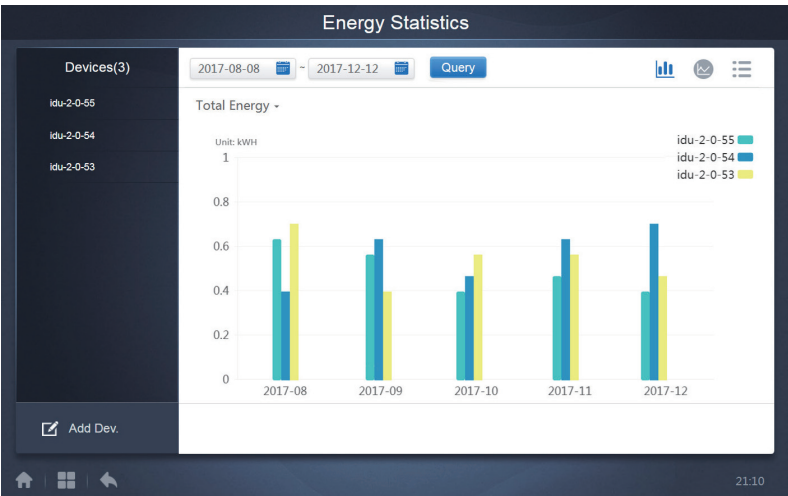 Energy Statistics
Devices(3)
idu-2-0-55
idu-2-0-54
idu-2-0-53
Add Dev.
2017-08-08 ~ 2017-12-12 Query
Total Energy
Unit: kWH
idu-2-0-55
idu-2-0-54
idu-2-0-53
1
0.8
0.6
0.4
0.2
0
2017-08 2017-09 2017-10 2017-11 2017-12
21:10